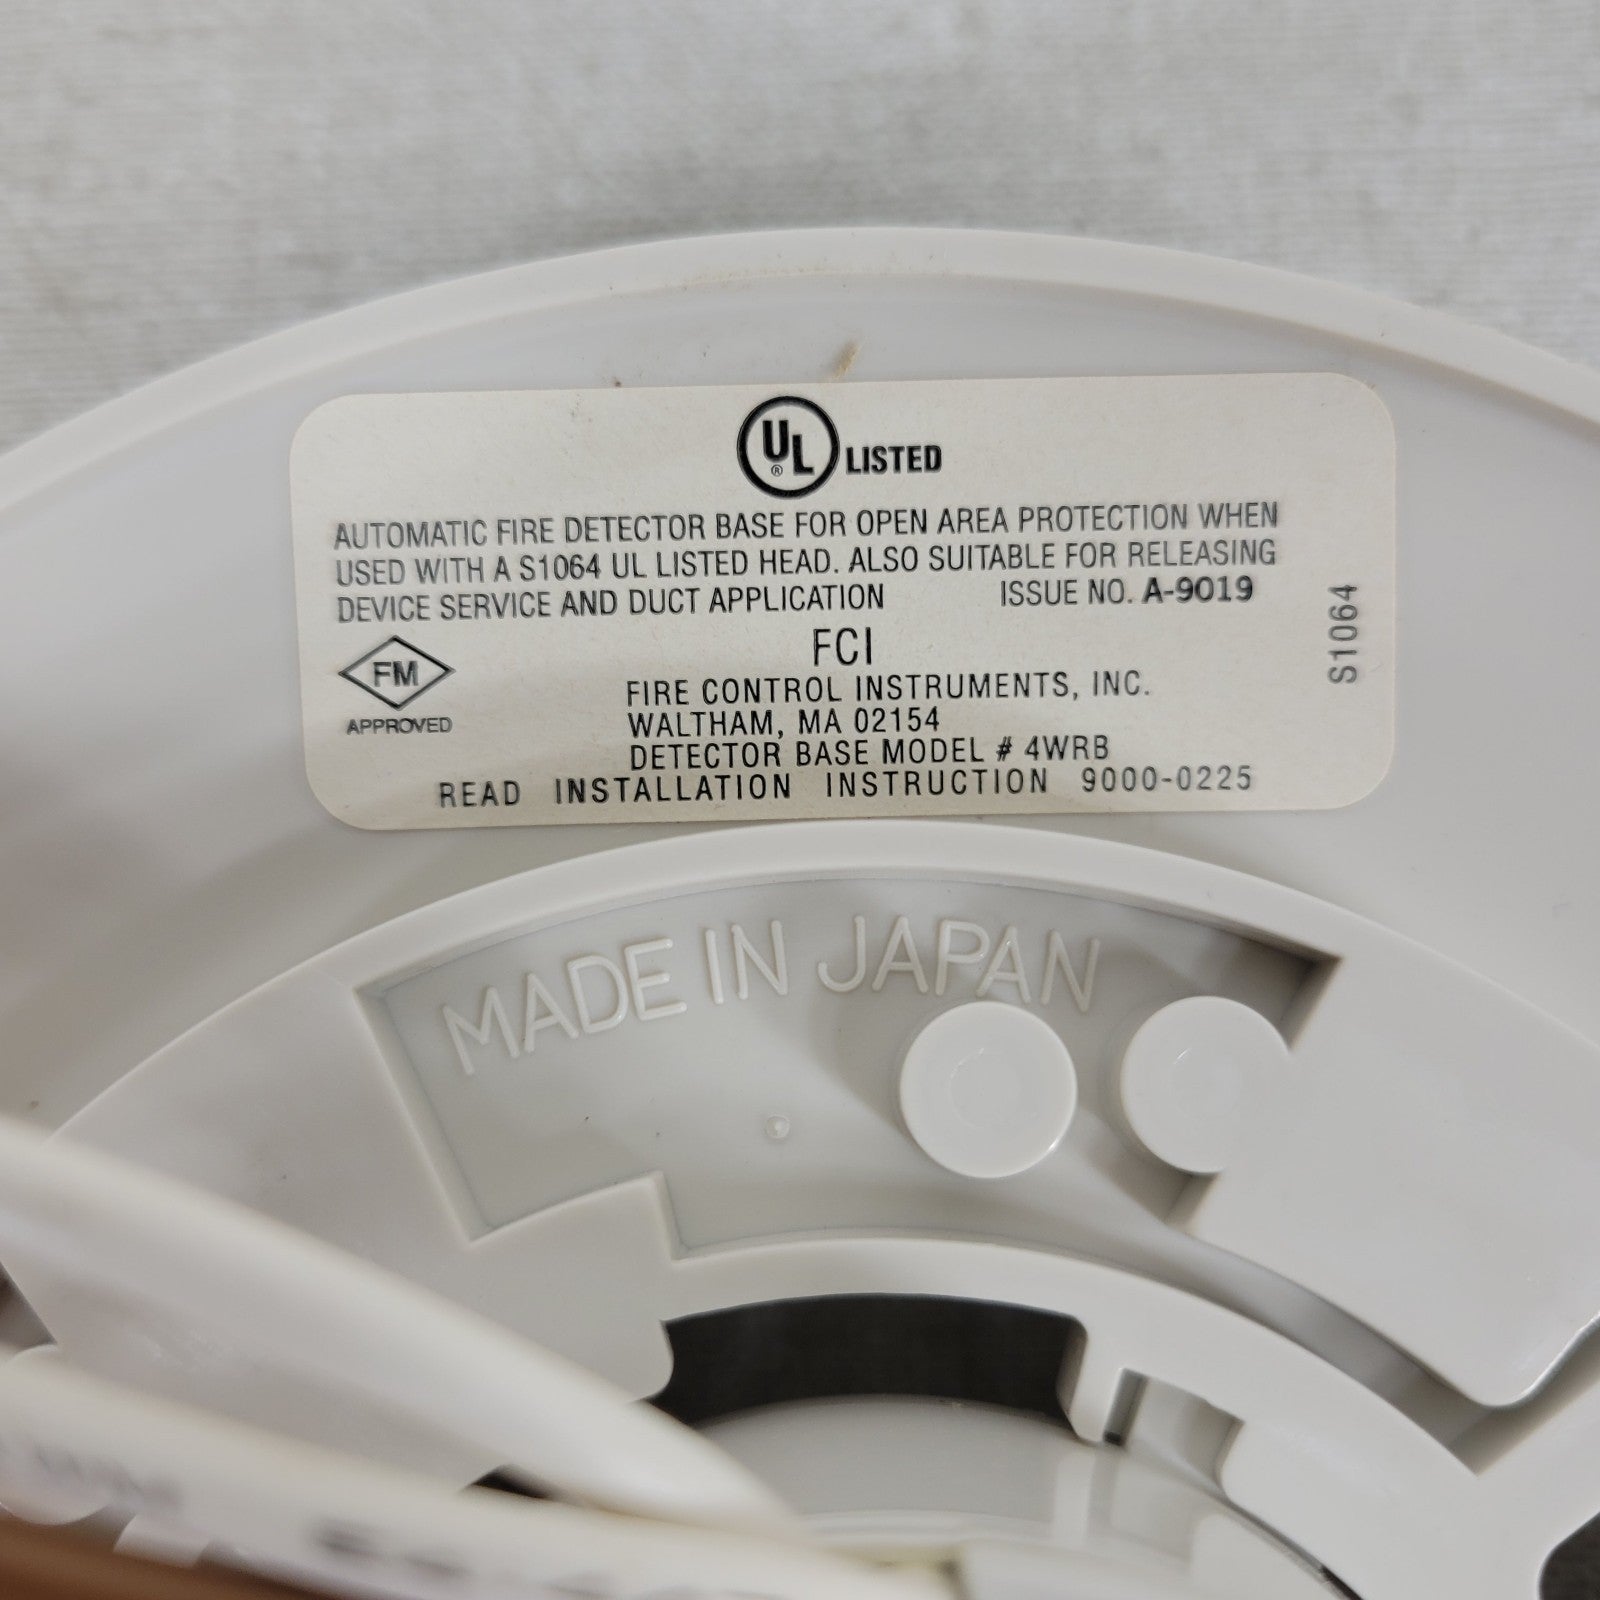 UL® LISTED
AUTOMATIC FIRE DETECTOR BASE FOR OPEN AREA PROTECTION WHEN
USED WITH A S1064 UL LISTED HEAD. ALSO SUITABLE FOR RELEASING
DEVICE SERVICE AND DUCT APPLICATION ISSUE NO. A-9019
S1064
FM
APPROVED
FCI
FIRE CONTROL INSTRUMENTS, INC.
WALTHAM, MA 02154
DETECTOR BASE MODEL # 4WRB
READ INSTALLATION INSTRUCTION 9000-0225
MADE IN JAPAN